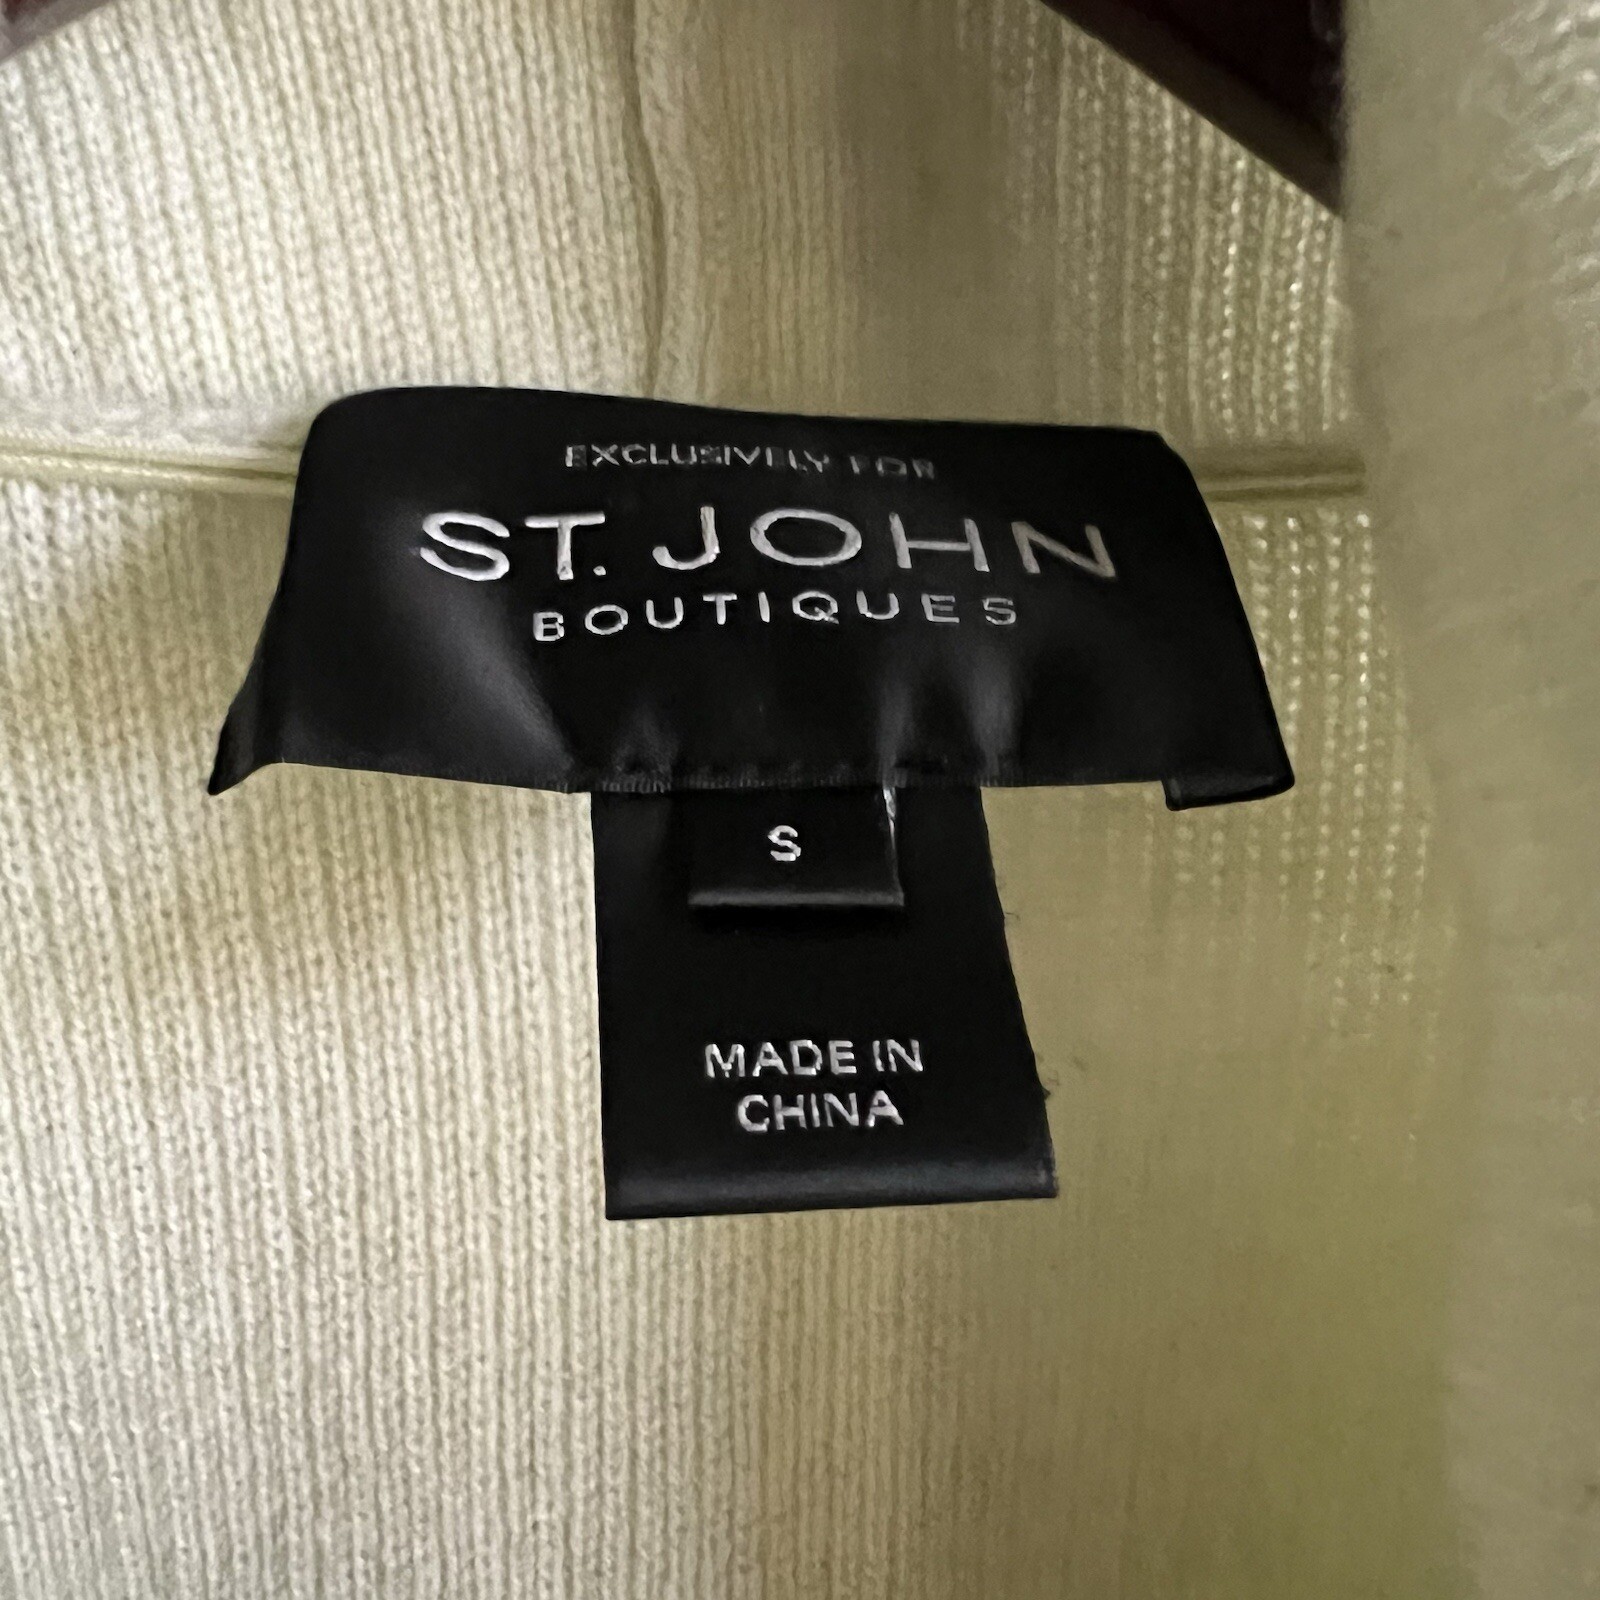 EXCLUSIVELY FOR
ST. JOHN
BOUTIQUES
S
MADE IN
CHINA